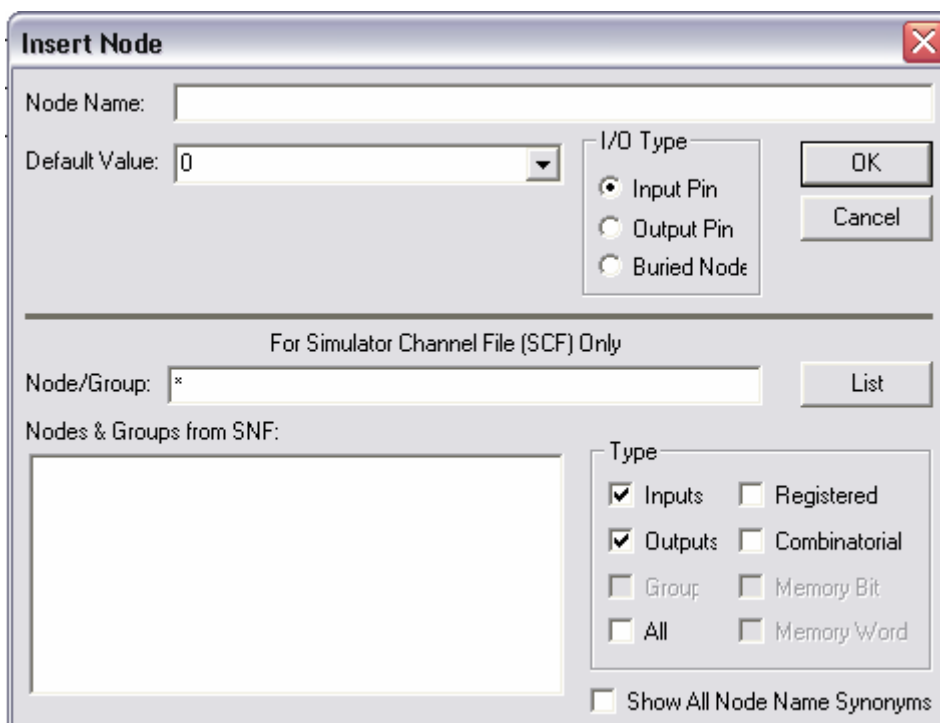 Insert Node
Node Name:
Default Value: 0
I/O Type
Input Pin
Output Pin
Buried Node
OK
Cancel
For Simulator Channel File (SCF) Only
Node/Group: *
List
Nodes & Groups from SNF:
Type
Inputs
Registered
Outputs
Combinatorial
Group
Memory Bit
All
Memory Word
Show All Node Name Synonyms